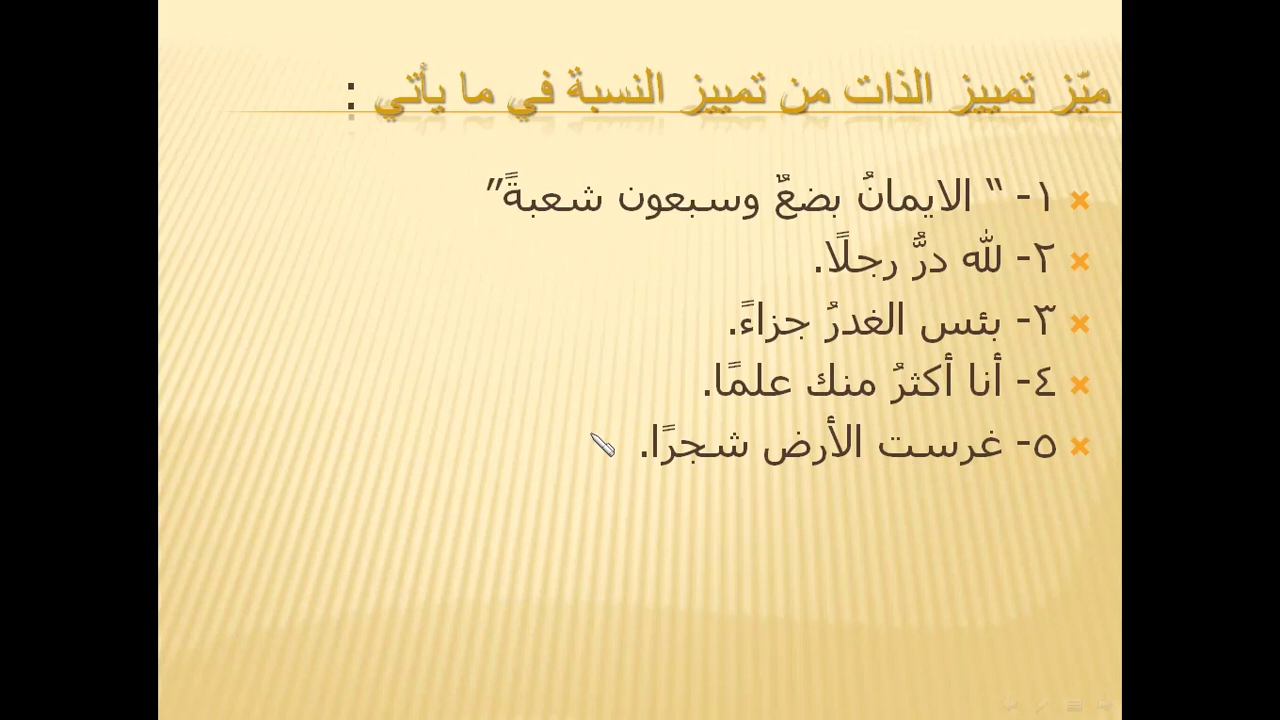 ميّز تمييز الذات من تمييز النسبة في ما يأتي :
١- “ الايمانُ بضعٌ وسبعون شعبةً”
٢- لله درُّ رجلًا.
٣- بئس الغدرُ جزاءً.
٤- أنا أكثرُ منك علمًا.
٥- غرست الأرض شجرًا.